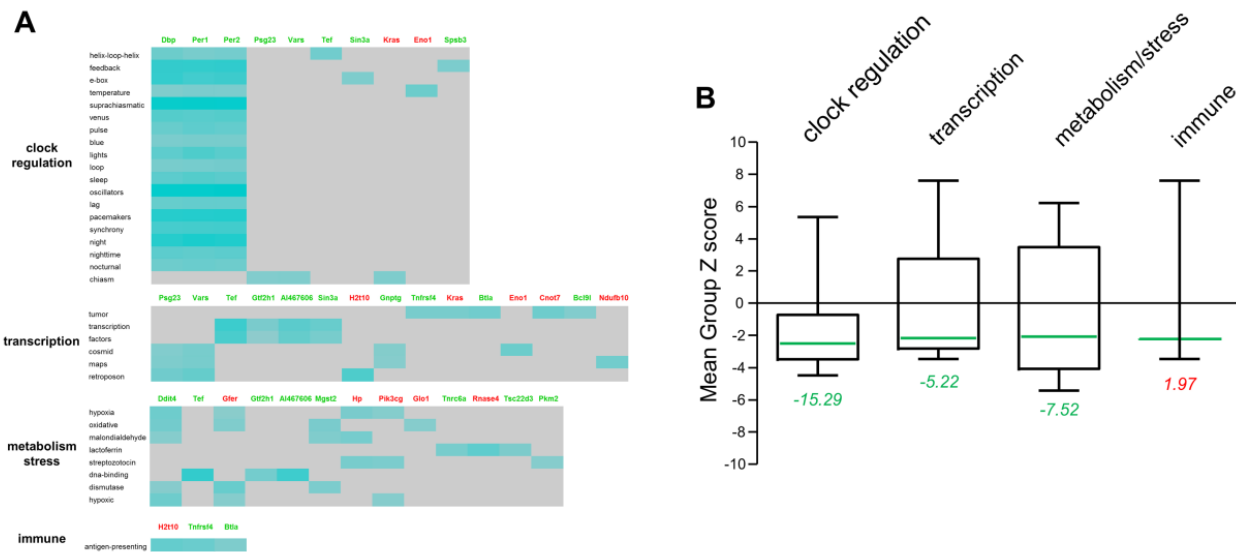 A
Dbp Per1 Per2 Psg23 Vars Tef Sin3a Kras Eno1 Spsb3
clock regulation
helix-loop-helix
feedback
e-box
temperature
suprachiasmatic
venus
pulse
blue
lights
loop
sleep
oscillators
lag
pacemakers
synchrony
night
nighttime
nocturnal
chiasm
Psg23 Vars Tef Gtf2h1 AI467606 Sin3a H2t10 Gnptg Tnfrsf4 Kras Btla Eno1 Cnot7 Bcl9l Ndufb10
transcription
tumor
transcription
factors
cosmid
maps
retroposon
Ddit4 Tef Gfer Gtf2h1 AI467606 Mgst2 Hp Pik3cg Glo1 Tnrc6a Rnase4 Tsc22d3 Pkm2
metabolism
stress
hypoxia
oxidative
malondialdehyde
lactoferrin
streptozotocin
dna-binding
dismutase
hypoxic
H2t10 Tnfrsf4 Btla
immune
antigen-presenting
B
clock regulation
transcription
metabolism/stress
immune
Mean Group Z score
10
8
6
4
2
0
-2
-4
-6
-8
-10
-15.29
-5.22
-7.52
1.97